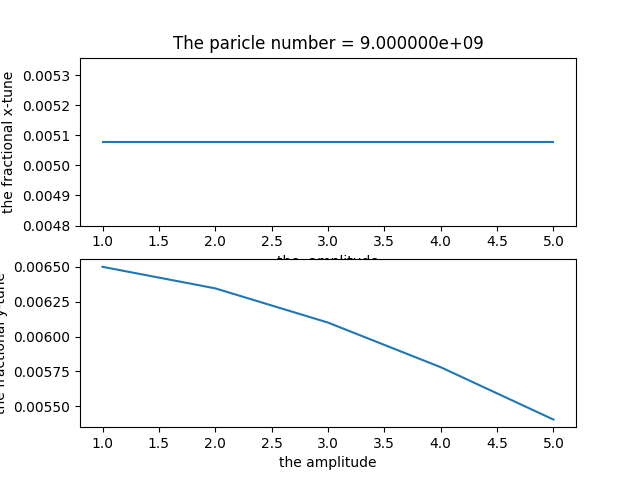 The paricle number = 9.000000e+09
the fractional x-tune
0.0053
0.0052
0.0051
0.0050
0.0049
0.0048
1.0 1.5 2.0 2.5 3.0 3.5 4.0 4.5 5.0
the amplitude
the fractional y-tune
0.00650
0.00625
0.00600
0.00575
0.00550
1.0 1.5 2.0 2.5 3.0 3.5 4.0 4.5 5.0
the amplitude